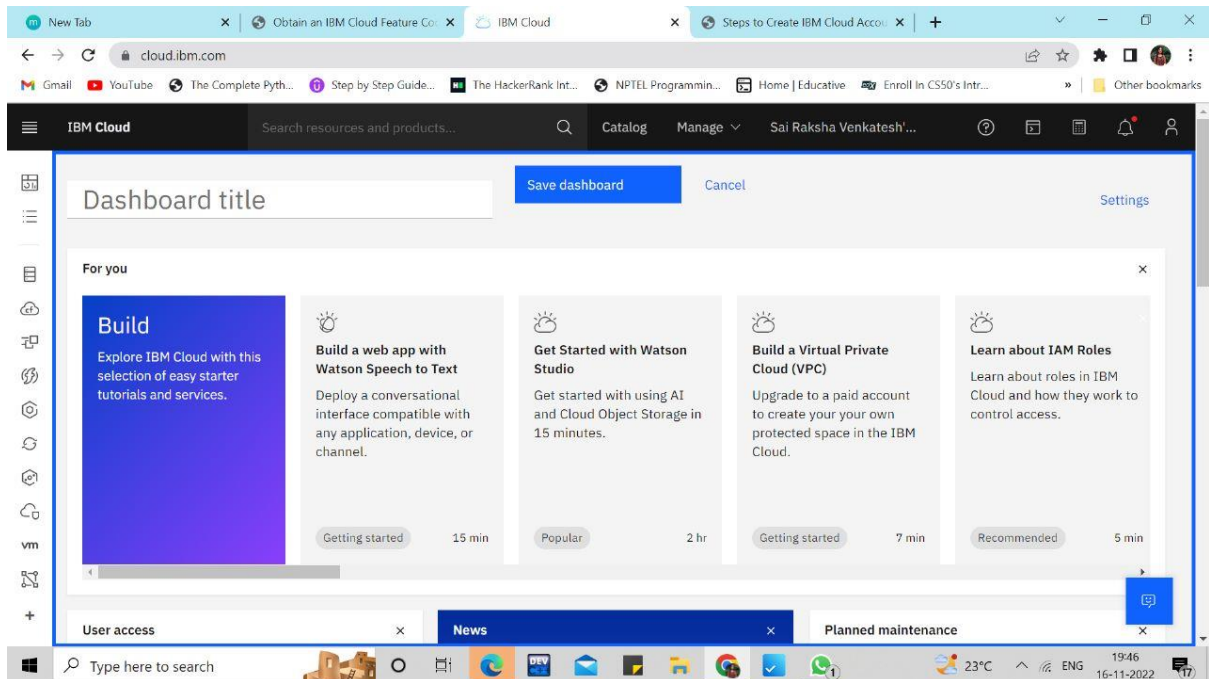 New Tab
Obtain an IBM Cloud Feature Co
IBM Cloud
Steps to Create IBM Cloud Accou
cloud.ibm.com
Gmail
YouTube
The Complete Pyth...
Step by Step Guide...
The HackerRank Int...
NPTEL Programmin...
Home | Educative
Enroll In CS50's Intr...
»
Other bookmarks
IBM Cloud
Search resources and products...
Catalog
Manage
Sai Raksha Venkatesh'...
Dashboard title
Save dashboard
Cancel
Settings
For you
Build
Explore IBM Cloud with this
selection of easy starter
tutorials and services.
Build a web app with
Watson Speech to Text
Deploy a conversational
interface compatible with
any application, device, or
channel.
Getting started
15 min
Get Started with Watson
Studio
Get started with using AI
and Cloud Object Storage in
15 minutes.
Popular
2 hr
Build a Virtual Private
Cloud (VPC)
Upgrade to a paid account
to create your your own
protected space in the IBM
Cloud.
Getting started
7 min
Learn about IAM Roles
Learn about roles in IBM
Cloud and how they work to
control access.
Recommended
5 min
vm
User access
News
Planned maintenance
Type here to search
DEV
1
23°C
ENG
19:46
16-11-2022
17